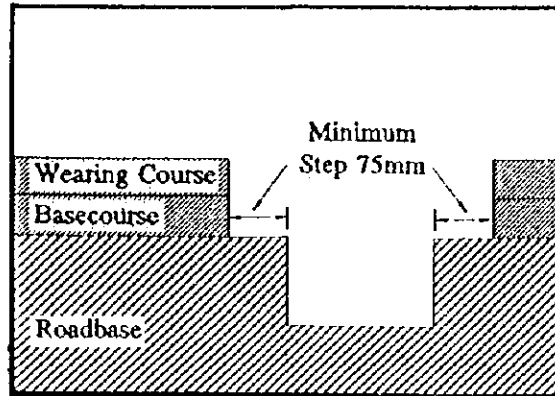 Minimum
Step 75mm
Wearing Course
Basecourse
Roadbase